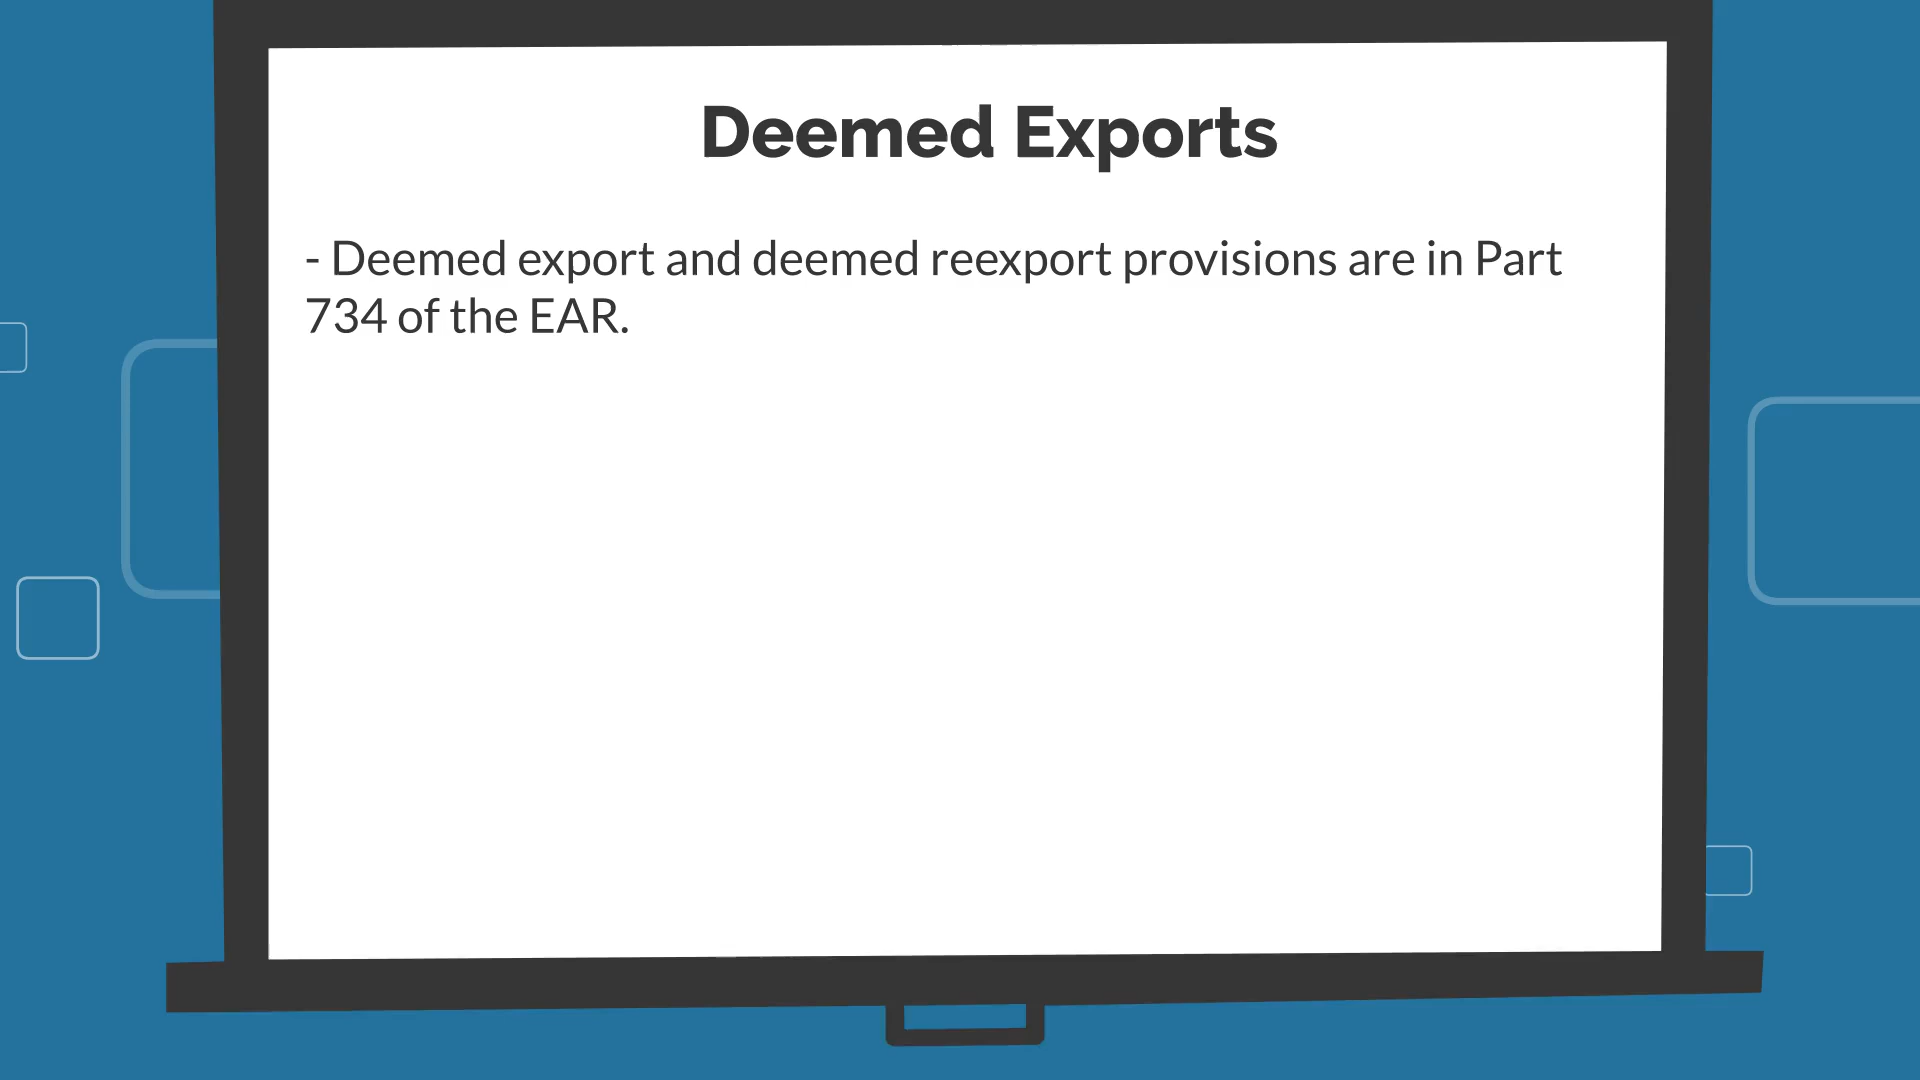 Deemed Exports
- Deemed export and deemed reexport provisions are in Part
734 of the EAR.